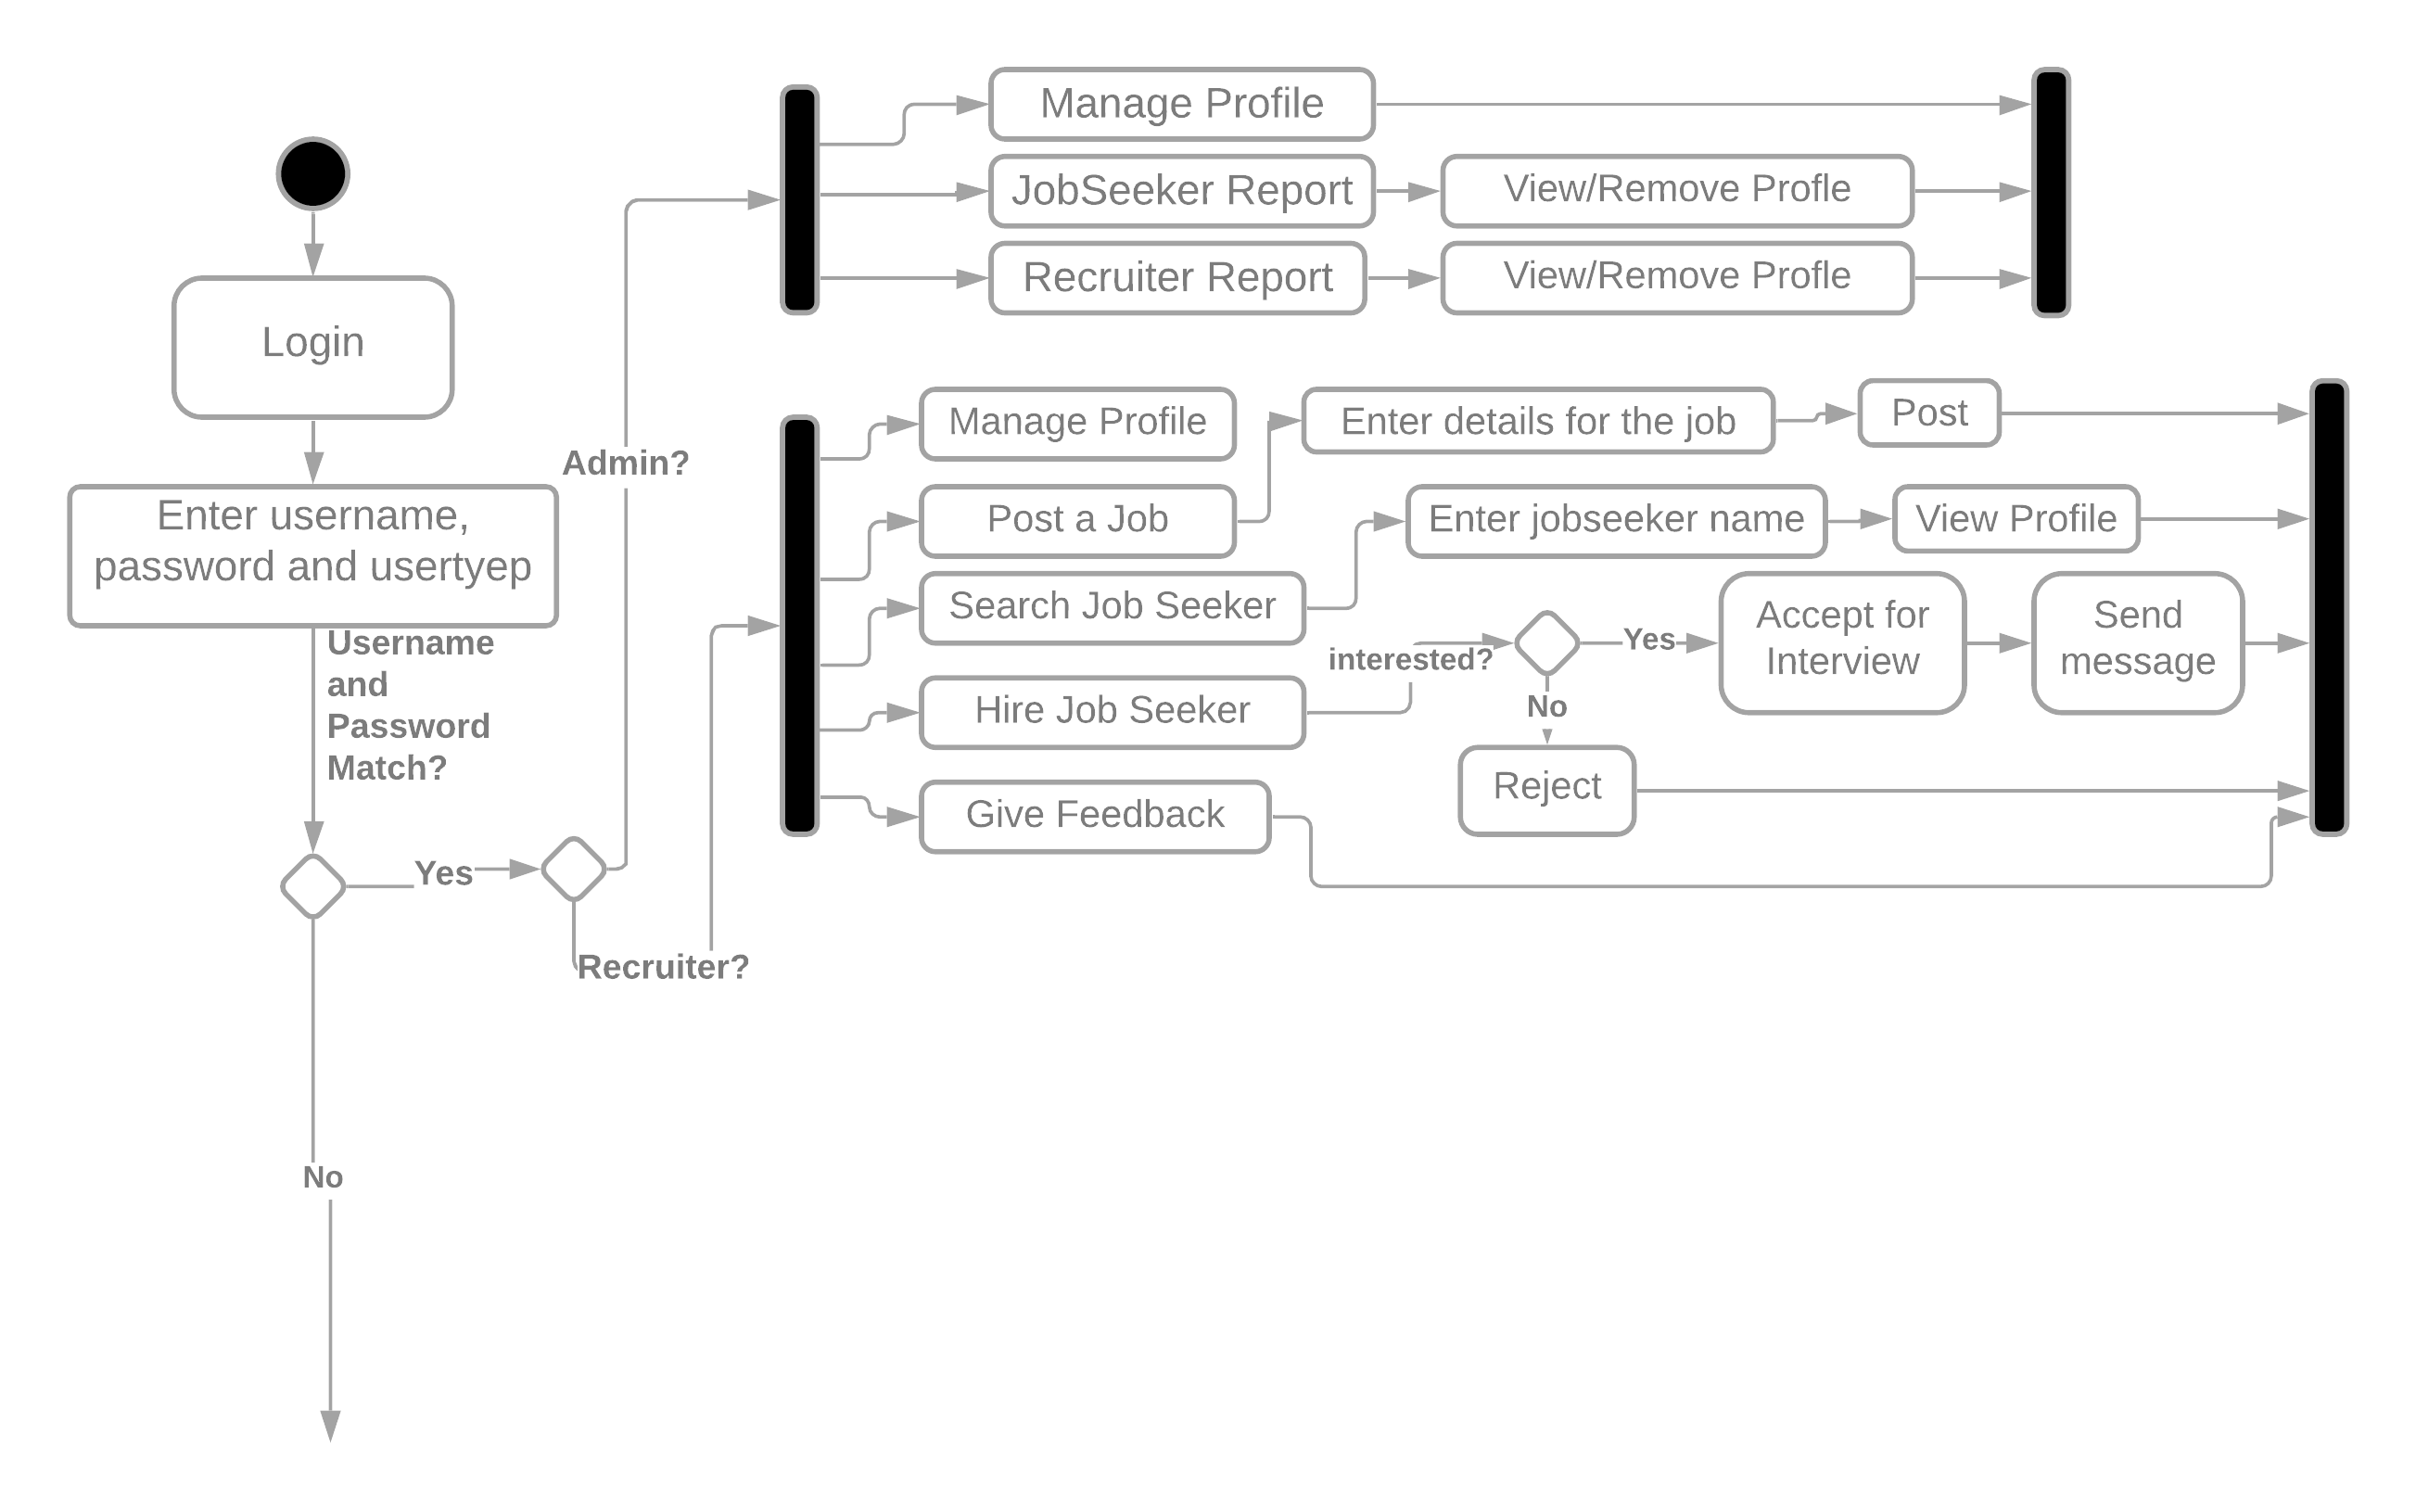 Manage Profile
JobSeeker Report
View/Remove Profle
Recruiter Report
View/Remove Profle
Login
Admin?
Enter username,
password and usertyep
Username
and
Password
Match?
Yes
Recruiter?
No
Manage Profile
Enter details for the job
Post
Post a Job
Enter jobseeker name
View Profile
Search Job Seeker
interested?
Yes
Accept for
Interview
Send
message
Hire Job Seeker
No
Reject
Give Feedback